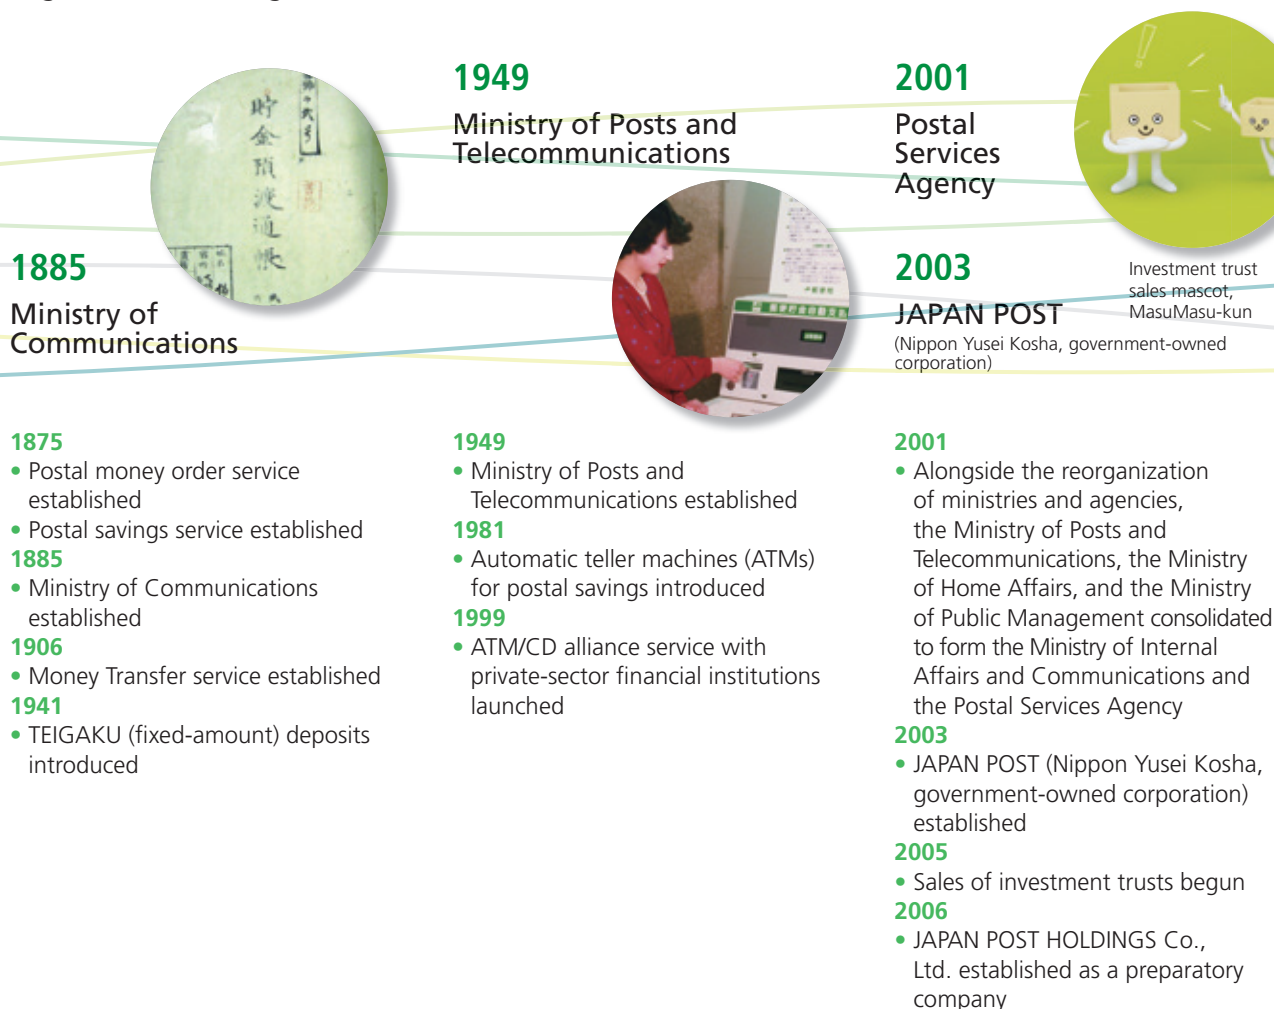 1949
Ministry of Posts and
Telecommunications
2001
Postal
Services
Agency
貯金預渡通帳
1885
Ministry of
Communications
2003
JAPAN POST
(Nippon Yusei Kosha, government-owned
corporation)
Investment trust
sales mascot,
MasuMasu-kun
1875
• Postal money order service
established
• Postal savings service established
1885
• Ministry of Communications
established
1906
• Money Transfer service established
1941
• TEIGAKU (fixed-amount) deposits
introduced
1949
• Ministry of Posts and
Telecommunications established
1981
• Automatic teller machines (ATMs)
for postal savings introduced
1999
• ATM/CD alliance service with
private-sector financial institutions
launched
2001
• Alongside the reorganization
of ministries and agencies,
the Ministry of Posts and
Telecommunications, the Ministry
of Home Affairs, and the Ministry
of Public Management consolidated
to form the Ministry of Internal
Affairs and Communications and
the Postal Services Agency
2003
• JAPAN POST (Nippon Yusei Kosha,
government-owned corporation)
established
2005
• Sales of investment trusts begun
2006
• JAPAN POST HOLDINGS Co.,
Ltd. established as a preparatory
company